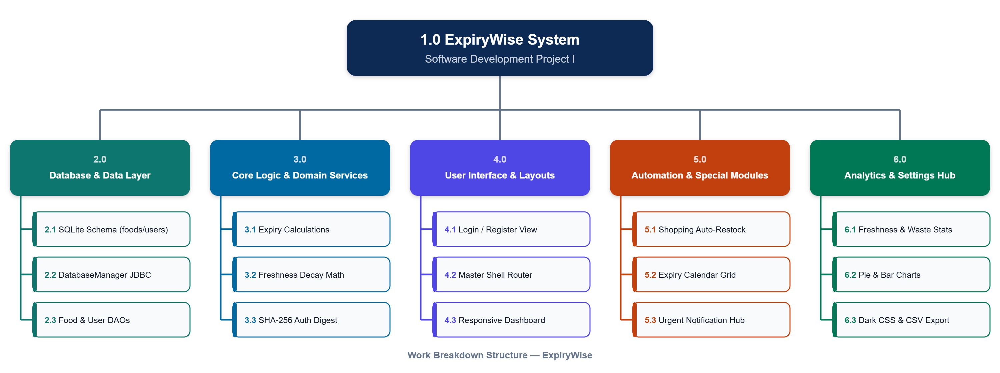 1.0 ExpiryWise System
Software Development Project I
2.0
Database & Data Layer
2.1 SQLite Schema (foods/users)
2.2 DatabaseManager JDBC
2.3 Food & User DAOs
3.0
Core Logic & Domain Services
3.1 Expiry Calculations
3.2 Freshness Decay Math
3.3 SHA-256 Auth Digest
4.0
User Interface & Layouts
4.1 Login / Register View
4.2 Master Shell Router
4.3 Responsive Dashboard
5.0
Automation & Special Modules
5.1 Shopping Auto-Restock
5.2 Expiry Calendar Grid
5.3 Urgent Notification Hub
6.0
Analytics & Settings Hub
6.1 Freshness & Waste Stats
6.2 Pie & Bar Charts
6.3 Dark CSS & CSV Export
Work Breakdown Structure — ExpiryWise